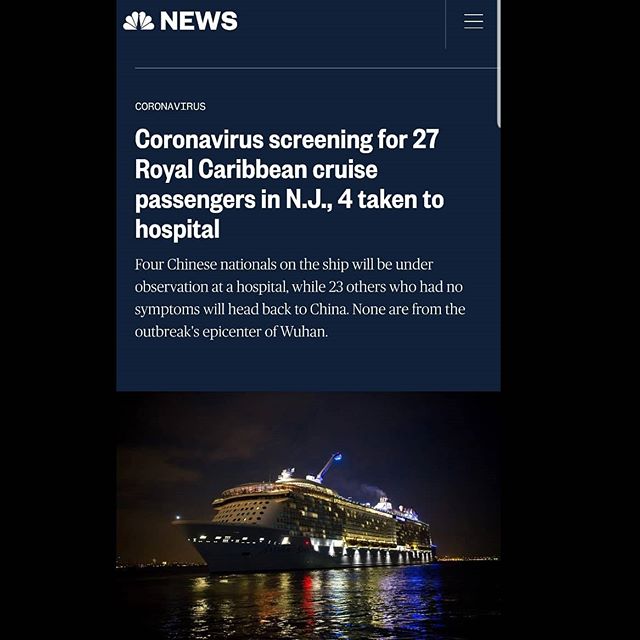 NEWS
CORONAVIRUS
Coronavirus screening for 27
Royal Caribbean cruise
passengers in N.J., 4 taken to
hospital
Four Chinese nationals on the ship will be under
observation at a hospital, while 23 others who had no
symptoms will head back to China. None are from the
outbreak's epicenter of Wuhan.